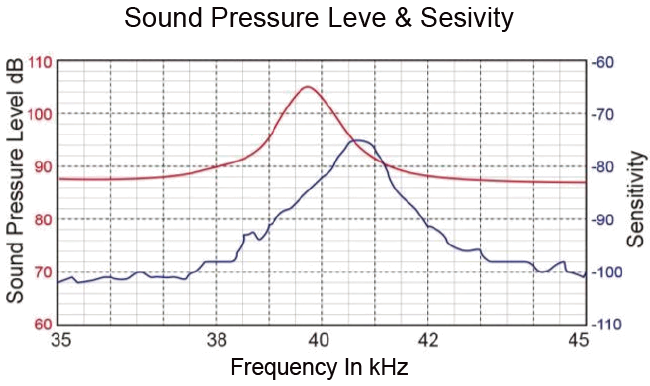 Sound Pressure Leve & Sesivity
Sound Pressure Level dB
110
100
90
80
70
60
-60
-70
-80
-90
-100
-110
Sensitivity
35 38 40 42 45
Frequency In kHz